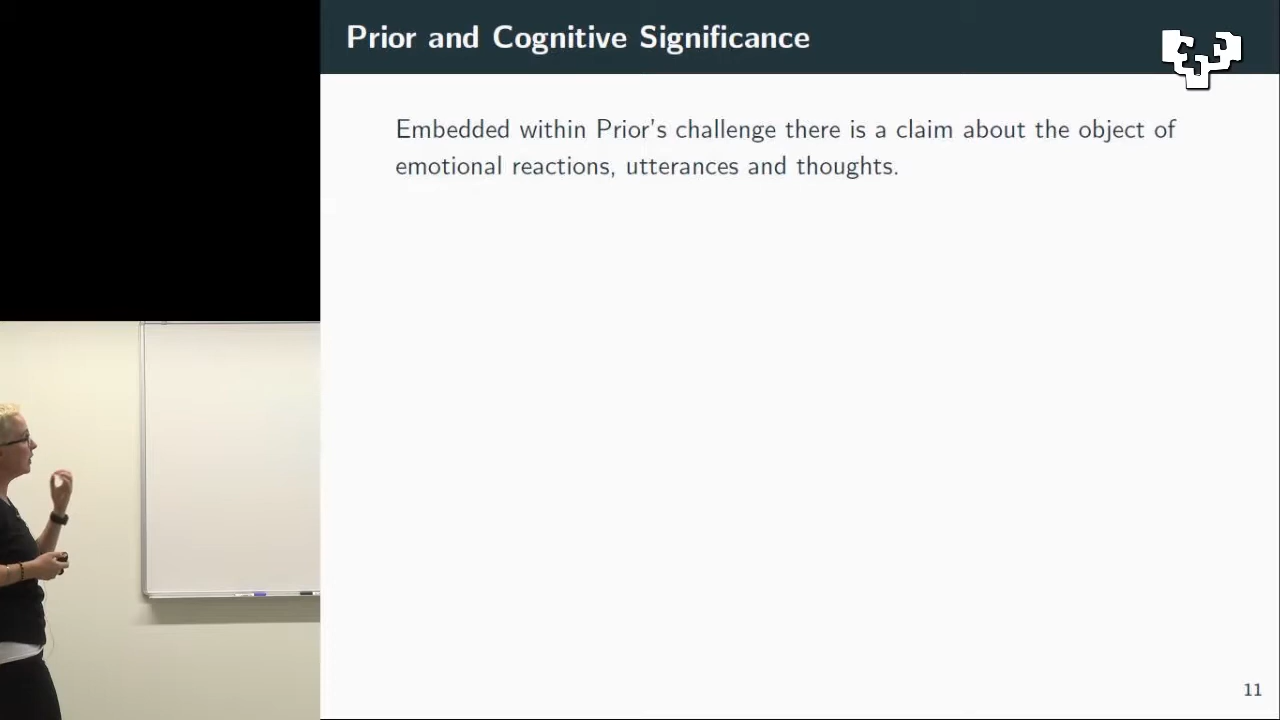 Prior and Cognitive Significance
Embedded within Prior's challenge there is a claim about the object of
emotional reactions, utterances and thoughts.
11